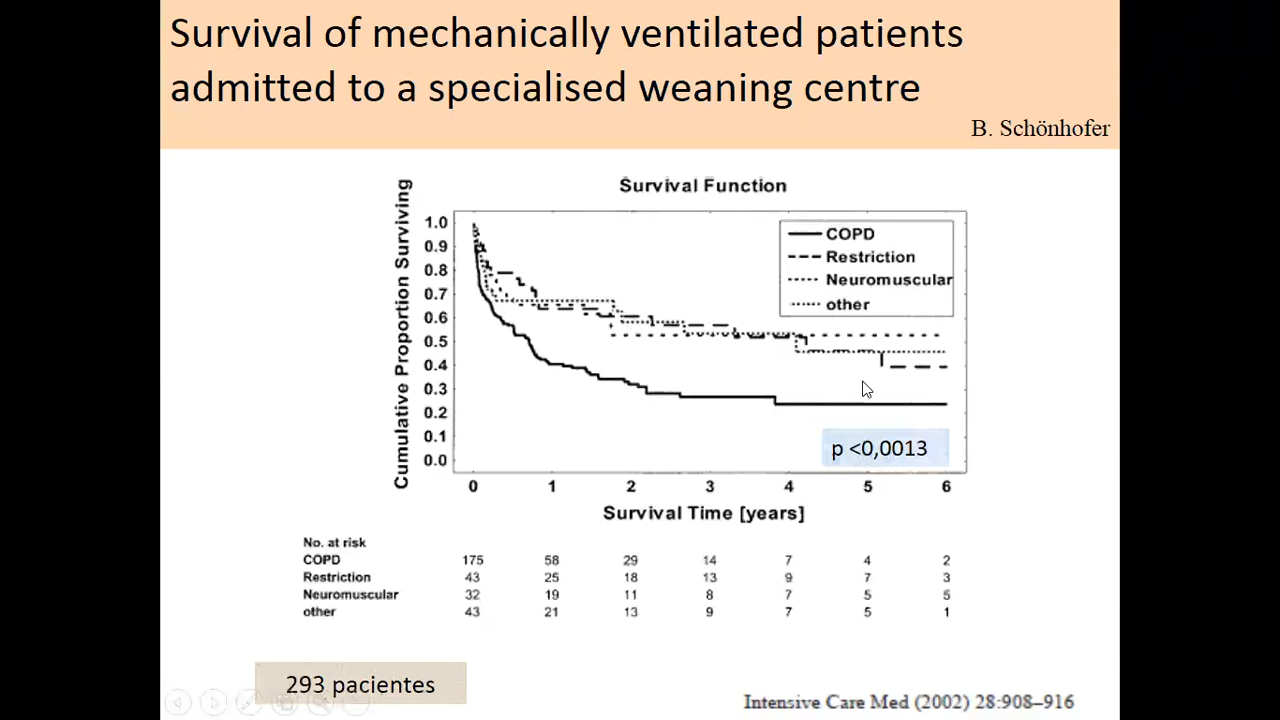 Survival of mechanically ventilated patients
admitted to a specialised weaning centre
B. Schönhofer
Survival Function
Cumulative Proportion Surviving
1.0
0.9
0.8
0.7
0.6
0.5
0.4
0.3
0.2
0.1
0.0
COPD
Restriction
Neuromuscular
other
p <0,0013
0 1 2 3 4 5 6
Survival Time [years]
No. at risk
COPD 175 58 29 14 7 4 2
Restriction 43 25 18 13 9 7 3
Neuromuscular 32 19 11 8 7 5 5
other 43 21 13 9 7 5 1
293 pacientes
Intensive Care Med (2002) 28:908–916